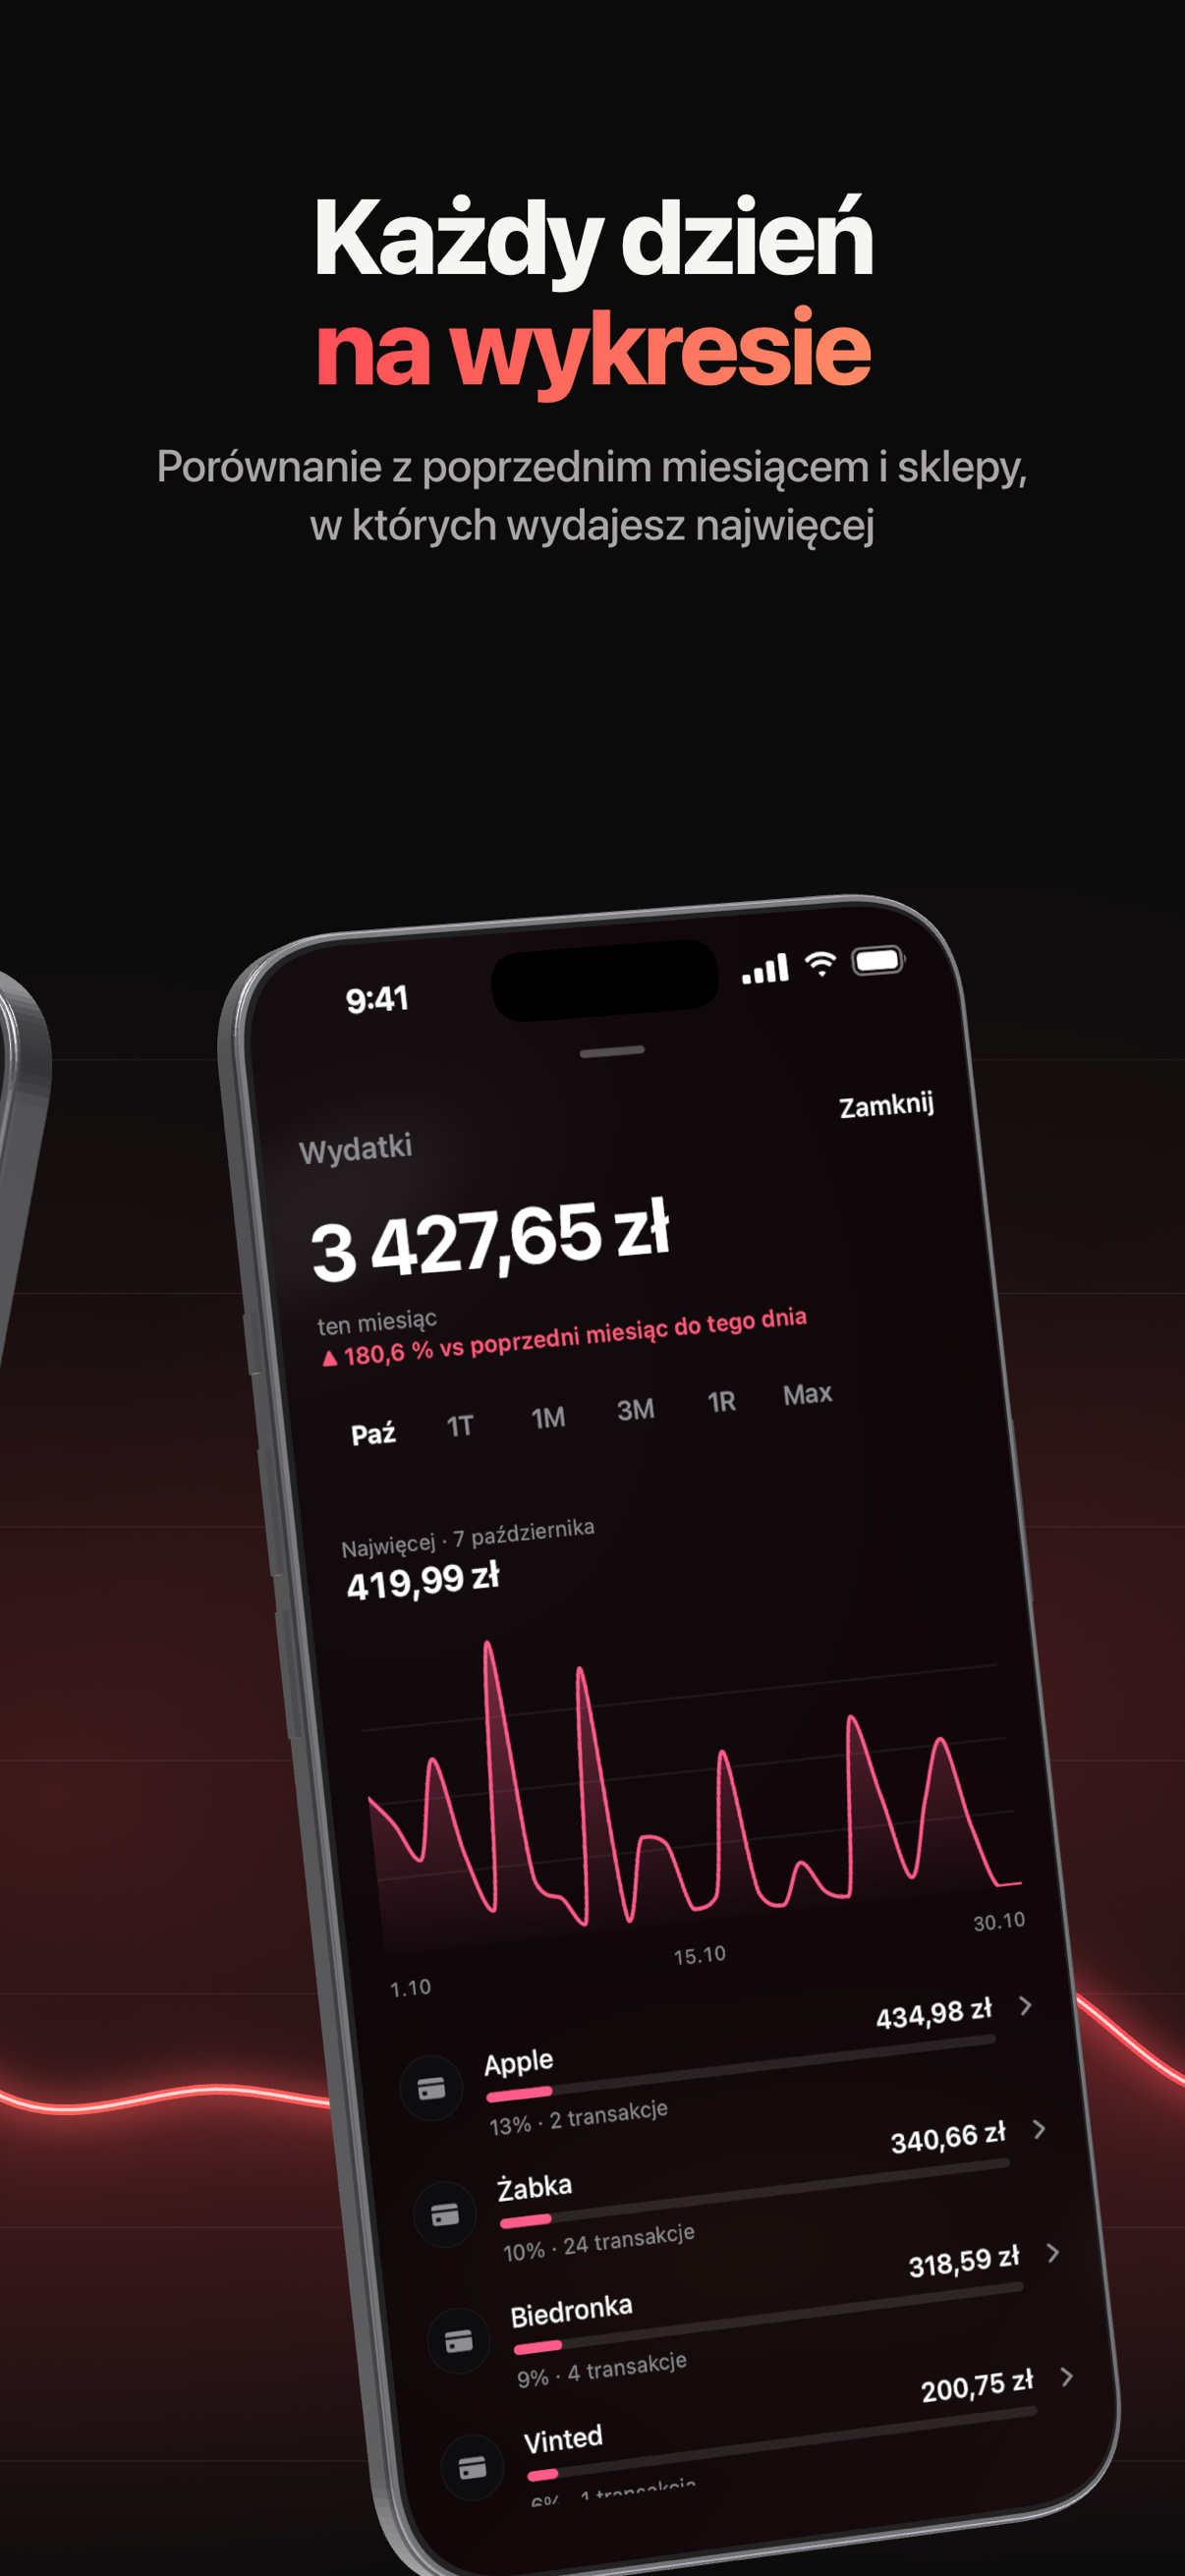 Każdy dzień
na wykresie
Porównanie z poprzednim miesiącem i sklepy,
w których wydajesz najwięcej
9:41
Zamknij
Wydatki
3 427,65 zł
ten miesiąc
▲ 180,6 % vs poprzedni miesiąc do tego dnia
Paź 1T 1M 3M 1R Max
Najwięcej · 7 października
419,99 zł
1.10 15.10 30.10
Apple 434,98 zł
13% · 2 transakcje
Żabka 340,66 zł
10% · 24 transakcje
Biedronka 318,59 zł
9% · 4 transakcje
Vinted 200,75 zł
6% · 1 transakcja